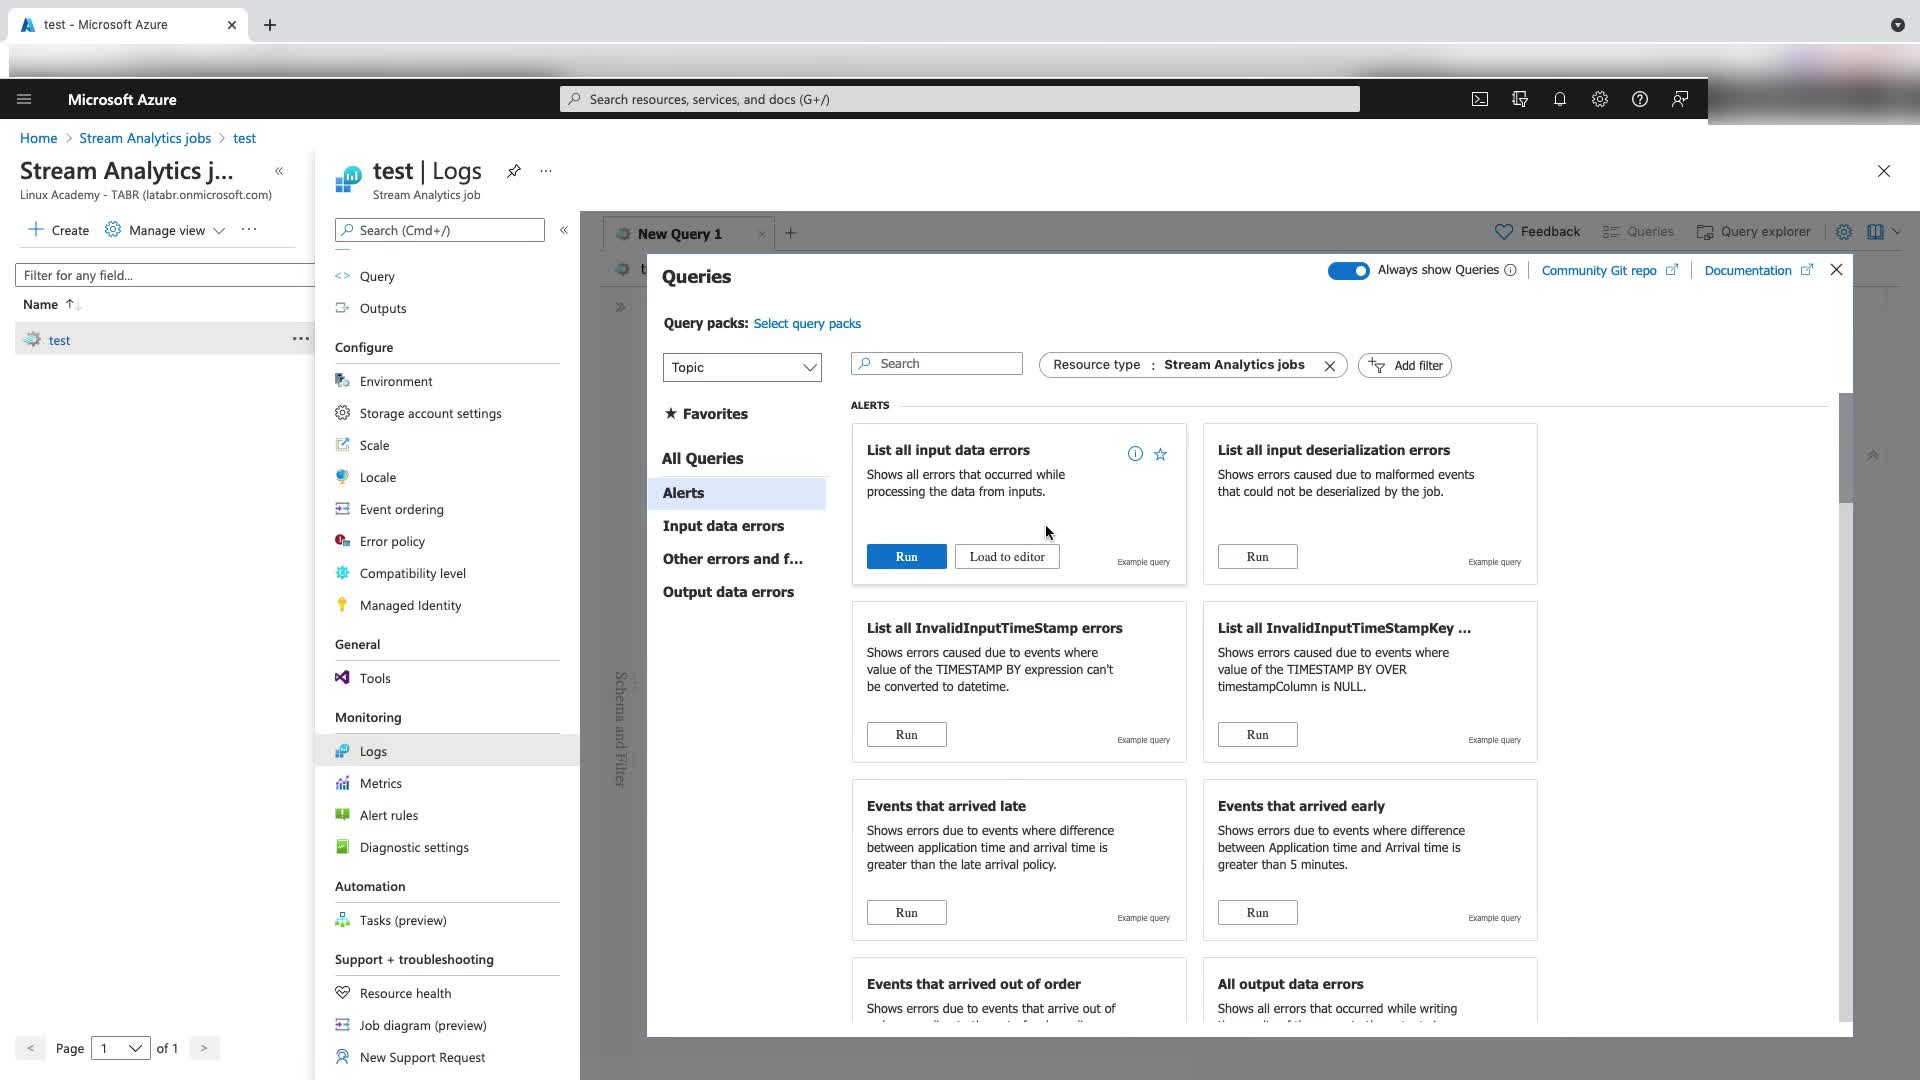 test - Microsoft Azure
Microsoft Azure
Search resources, services, and docs (G+/)
Home > Stream Analytics jobs > test
Stream Analytics j...
Linux Academy - TABR (latabr.onmicrosoft.com)
Create
Manage view
Filter for any field...
Name
test
Page 1 of 1
test | Logs
Stream Analytics job
Search (Cmd+/)
Query
Outputs
Configure
Environment
Storage account settings
Scale
Locale
Event ordering
Error policy
Compatibility level
Managed Identity
General
Tools
Monitoring
Logs
Metrics
Alert rules
Diagnostic settings
Automation
Tasks (preview)
Support + troubleshooting
Resource health
Job diagram (preview)
New Support Request
New Query 1
Feedback
Queries
Query explorer
Schema and Filter
Queries
Always show Queries
Community Git repo
Documentation
Query packs: Select query packs
Topic
Search
Resource type : Stream Analytics jobs
Add filter
Favorites
All Queries
Alerts
Input data errors
Other errors and f...
Output data errors
ALERTS
List all input data errors
Shows all errors that occurred while
processing the data from inputs.
Run
Load to editor
Example query
List all input deserialization errors
Shows errors caused due to malformed events
that could not be deserialized by the job.
Run
Example query
List all InvalidInputTimeStamp errors
Shows errors caused due to events where
value of the TIMESTAMP BY expression can't
be converted to datetime.
Run
Example query
List all InvalidInputTimeStampKey ...
Shows errors caused due to events where
value of the TIMESTAMP BY OVER
timestampColumn is NULL.
Run
Example query
Events that arrived late
Shows errors due to events where difference
between application time and arrival time is
greater than the late arrival policy.
Run
Example query
Events that arrived early
Shows errors due to events where difference
between Application time and Arrival time is
greater than 5 minutes.
Run
Example query
Events that arrived out of order
Shows errors due to events that arrive out of
All output data errors
Shows all errors that occurred while writing